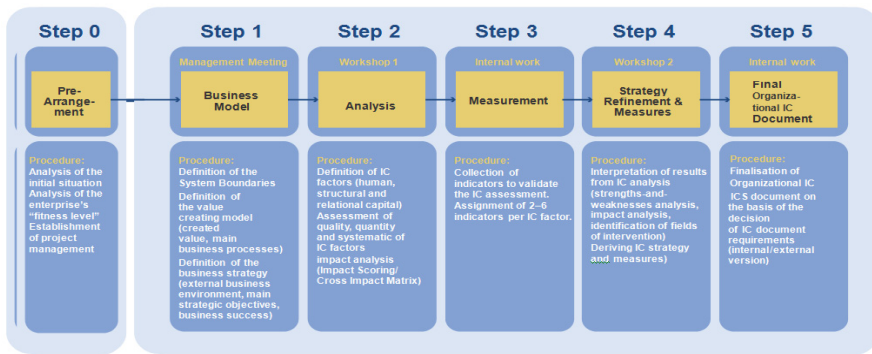 Step 0
Step 1
Step 2
Step 3
Step 4
Step 5
Management Meeting
Workshop 1
Internal work
Workshop 2
Internal work
Pre-
Arrange-
ment
Business
Model
Analysis
Measurement
Strategy
Refinement &
Measures
Final
Organiza-
tional IC
Document
Procedure:
Analysis of the
initial situation
Analysis of the
enterprise's
"fitness level"
Establishment
of project
management
Procedure:
Definition of the
System Boundaries
Definition
of the value
creating model
(created
value, main
business processes)
Definition of the
business strategy
(external business
environment, main
strategic objectives,
business success)
Procedure:
Definition of IC
factors (human,
structural and
relational capital)
Assessment of
quality, quantity
and systematic of
IC factors
impact analysis
(Impact Scoring/
Cross Impact Matrix)
Procedure:
Collection of
indicators to validate
the IC assessment.
Assignment of 2–6
indicators per IC factor.
Procedure:
Interpretation of results
from IC analysis
(strengths-and-
weaknesses analysis,
impact analysis,
identification of fields
of intervention)
Deriving IC strategy
and measures)
Procedure:
Finalisation of
Organizational IC
ICS document on
the basis of the
decision
of IC document
requirements
(internal/external
version)